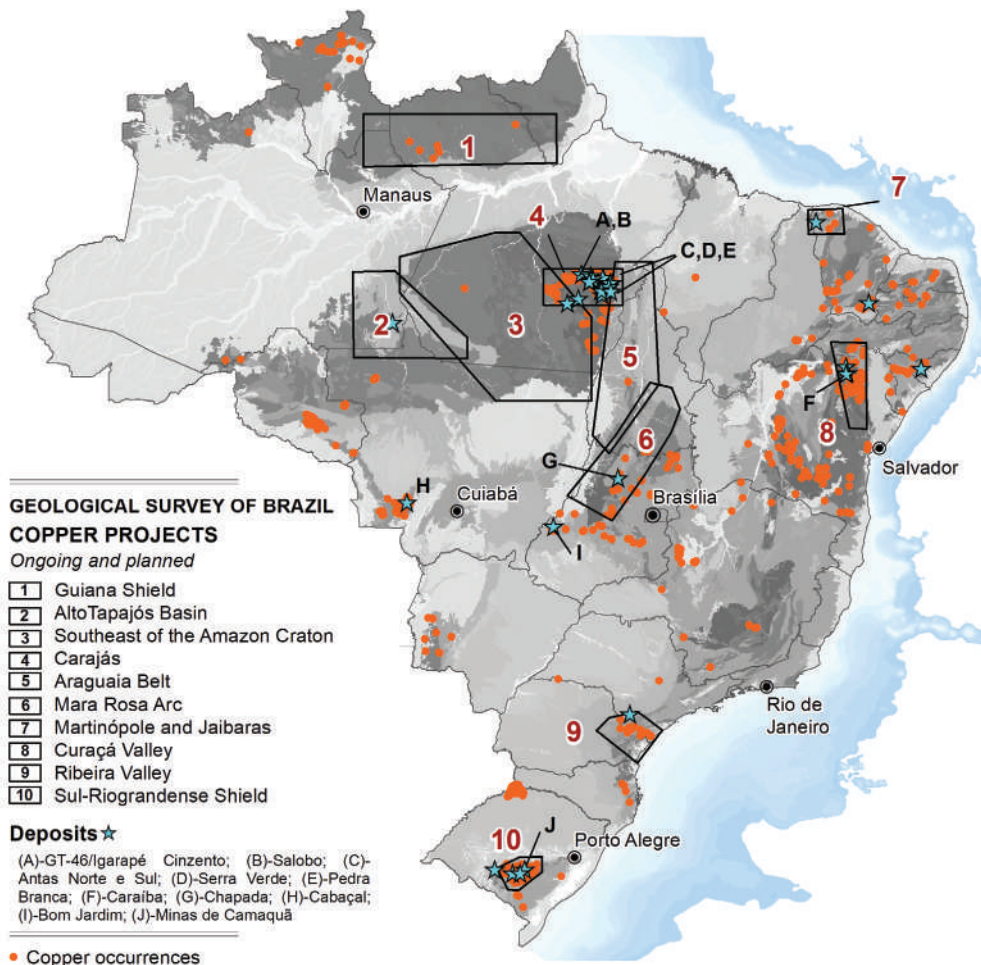 1
7
Manaus
4
A,B
C,D,E
2
3
5
F
8
6
G
Salvador
H
Cuiabá
Brasília
I
GEOLOGICAL SURVEY OF BRAZIL
COPPER PROJECTS
Ongoing and planned
1 Guiana Shield
2 AltoTapajós Basin
3 Southeast of the Amazon Craton
4 Carajás
5 Araguaia Belt
6 Mara Rosa Arc
7 Martinópole and Jaibaras
8 Curaçá Valley
9 Ribeira Valley
10 Sul-Riograndense Shield
Rio de
Janeiro
9
J
10
Porto Alegre
Deposits
(A)-GT-46/Igarapé Cinzento; (B)-Salobo; (C)-
Antas Norte e Sul; (D)-Serra Verde; (E)-Pedra
Branca; (F)-Caraíba; (G)-Chapada; (H)-Cabaçal;
(I)-Bom Jardim; (J)-Minas de Camaquã
Copper occurrences